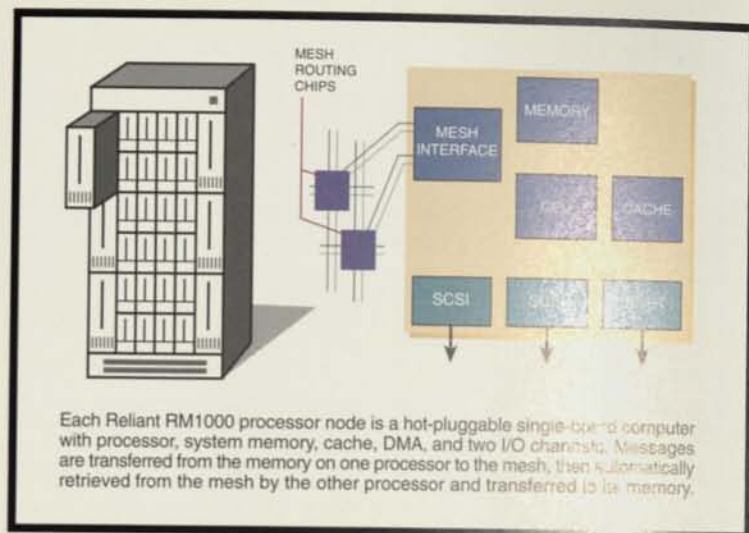 MESH
ROUTING
CHIPS
MESH
INTERFACE
MEMORY
CPU
CACHE
SCSI
Each Reliant RM1000 processor node is a hot-pluggable single-board computer
with processor, system memory, cache, DMA, and two I/O channels. Messages
are transferred from the memory on one processor to the mesh, then automatically
retrieved from the mesh by the other processor and transferred to its memory.